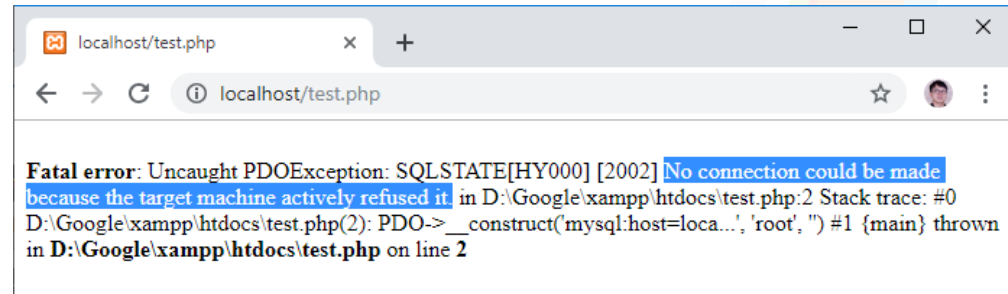 localhost/test.php
localhost/test.php
Fatal error: Uncaught PDOException: SQLSTATE[HY000] [2002] No connection could be made
because the target machine actively refused it. in D:\Google\xampp\htdocs\test.php:2 Stack trace: #0
D:\Google\xampp\htdocs\test.php(2): PDO->__construct('mysql:host=loca...', 'root', '') #1 {main} thrown
in D:\Google\xampp\htdocs\test.php on line 2